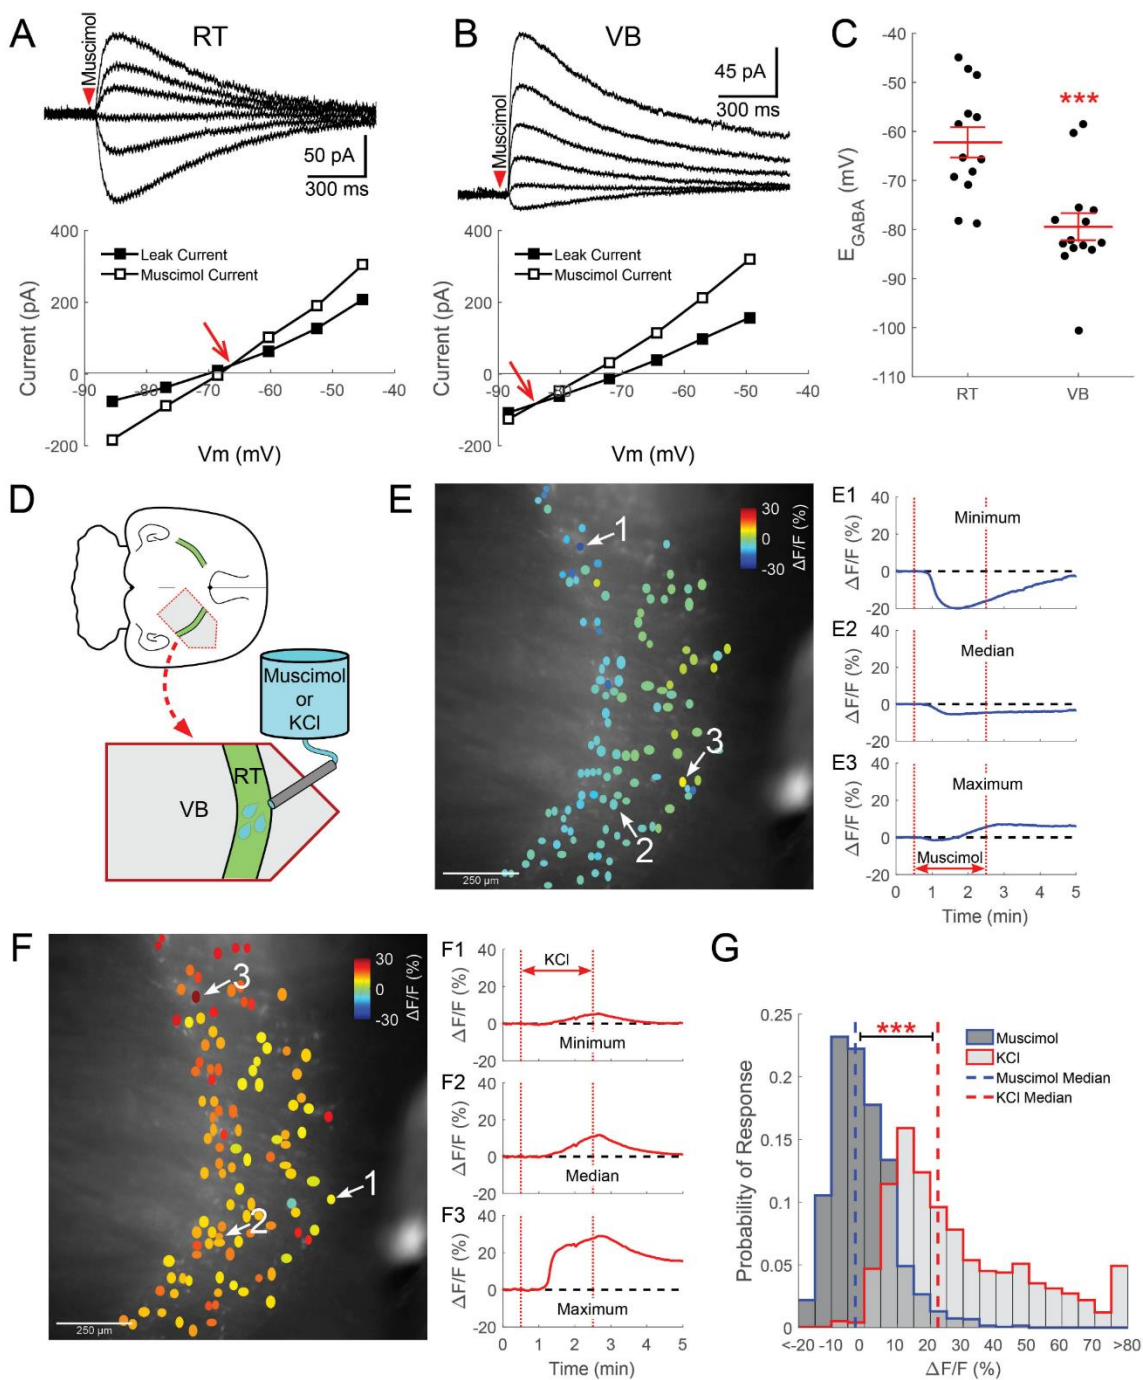 A
RT
Muscimol
50 pA
300 ms
400
200
0
-200
Current (pA)
Leak Current
Muscimol Current
-90
-80
-70
-60
-50
-40
Vm (mV)
B
VB
Muscimol
45 pA
300 ms
400
200
0
-200
Current (pA)
Leak Current
Muscimol Current
-90
-80
-70
-60
-50
-40
Vm (mV)
C
-40
-50
-60
-70
-80
-90
-100
-110
E_GABA (mV)
***
RT
VB
D
Muscimol
or
KCl
RT
VB
E
30
0
-30
ΔF/F (%)
1
3
2
250 µm
E1
40
20
0
-20
ΔF/F (%)
Minimum
E2
40
20
0
-20
ΔF/F (%)
Median
E3
40
20
0
-20
ΔF/F (%)
Maximum
Muscimol
0
1
2
3
4
5
Time (min)
F
30
0
-30
ΔF/F (%)
3
1
2
250 µm
F1
40
20
0
-20
ΔF/F (%)
KCl
Minimum
F2
40
20
0
-20
ΔF/F (%)
Median
F3
40
20
0
-20
ΔF/F (%)
Maximum
0
1
2
3
4
5
Time (min)
G
0.25
0.2
0.15
0.1
0.05
0
Probability of Response
***
Muscimol
KCl
Muscimol Median
KCl Median
<-20
-10
0
10
20
30
40
50
60
70
>80
ΔF/F (%)